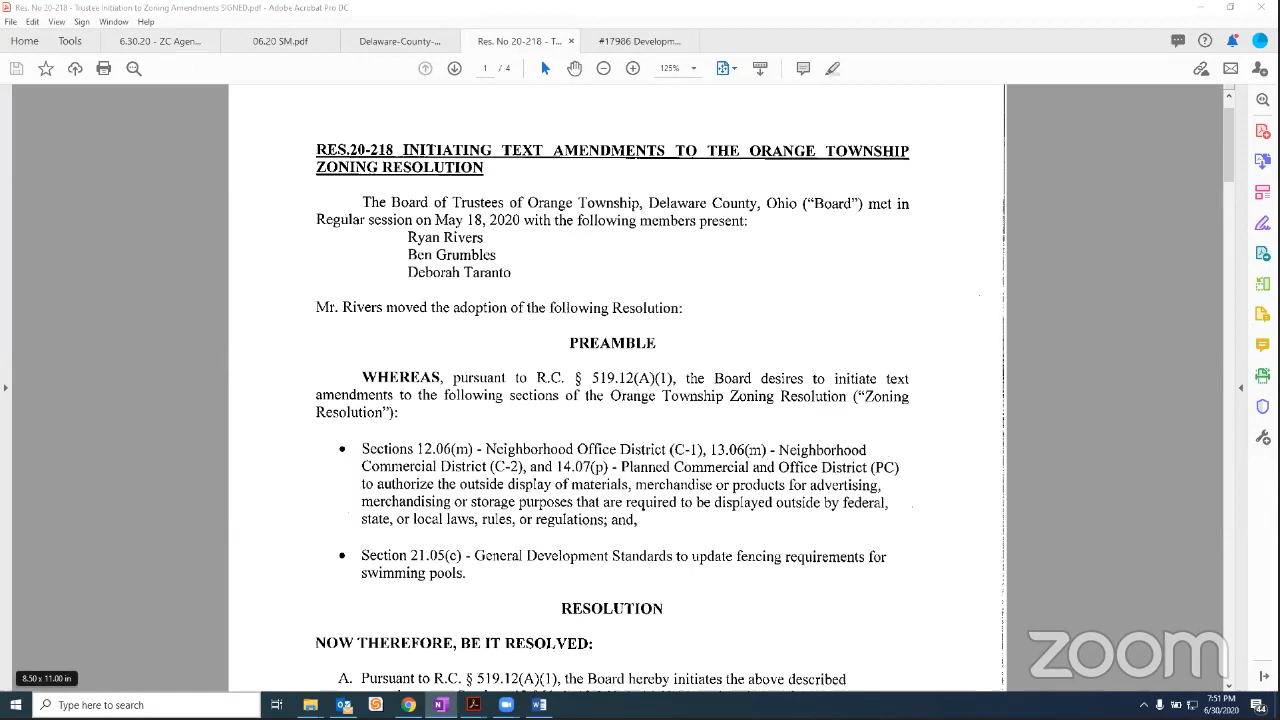 Res. No 20-218 - Trustee Initiation to Zoning Amendments SIGNED.pdf - Adobe Acrobat Pro DC
File Edit View Sign Window Help
Home Tools 6.30.20 - ZC Agen... 06.20 SM.pdf Delaware-County-... Res. No 20-218 - T... × #17986 Developm...
1 / 4 125%
RES.20-218 INITIATING TEXT AMENDMENTS TO THE ORANGE TOWNSHIP
ZONING RESOLUTION
The Board of Trustees of Orange Township, Delaware County, Ohio (“Board”) met in
Regular session on May 18, 2020 with the following members present:
Ryan Rivers
Ben Grumbles
Deborah Taranto
Mr. Rivers moved the adoption of the following Resolution:
PREAMBLE
WHEREAS, pursuant to R.C. § 519.12(A)(1), the Board desires to initiate text
amendments to the following sections of the Orange Township Zoning Resolution (“Zoning
Resolution”):
• Sections 12.06(m) - Neighborhood Office District (C-1), 13.06(m) - Neighborhood
Commercial District (C-2), and 14.07(p) - Planned Commercial and Office District (PC)
to authorize the outside display of materials, merchandise or products for advertising,
merchandising or storage purposes that are required to be displayed outside by federal,
state, or local laws, rules, or regulations; and,
• Section 21.05(c) - General Development Standards to update fencing requirements for
swimming pools.
RESOLUTION
NOW THEREFORE, BE IT RESOLVED:
A. Pursuant to R.C. § 519.12(A)(1), the Board hereby initiates the above described
zoom
8.50 x 11.00 in
Type here to search
7:51 PM
6/30/2020